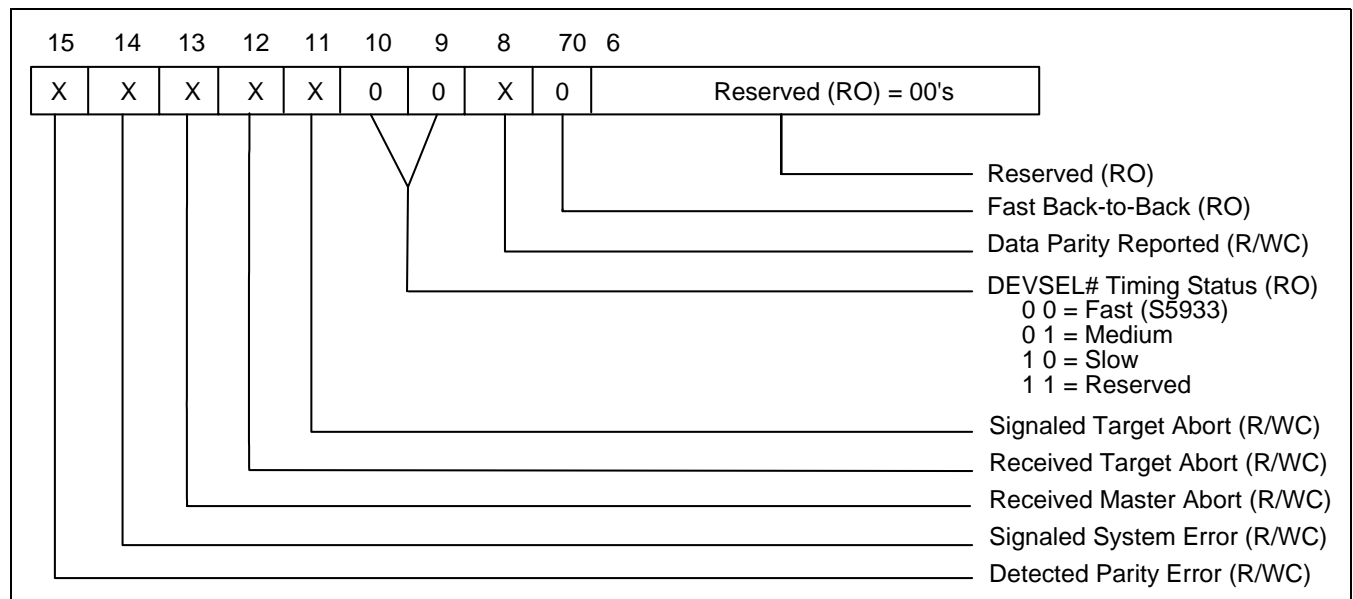 15 14 13 12 11 10 9 8 70 6
X X X X X 0 0 X 0 Reserved (RO) = 00's
Reserved (RO)
Fast Back-to-Back (RO)
Data Parity Reported (R/WC)
DEVSEL# Timing Status (RO)
0 0 = Fast (S5933)
0 1 = Medium
1 0 = Slow
1 1 = Reserved
Signaled Target Abort (R/WC)
Received Target Abort (R/WC)
Received Master Abort (R/WC)
Signaled System Error (R/WC)
Detected Parity Error (R/WC)